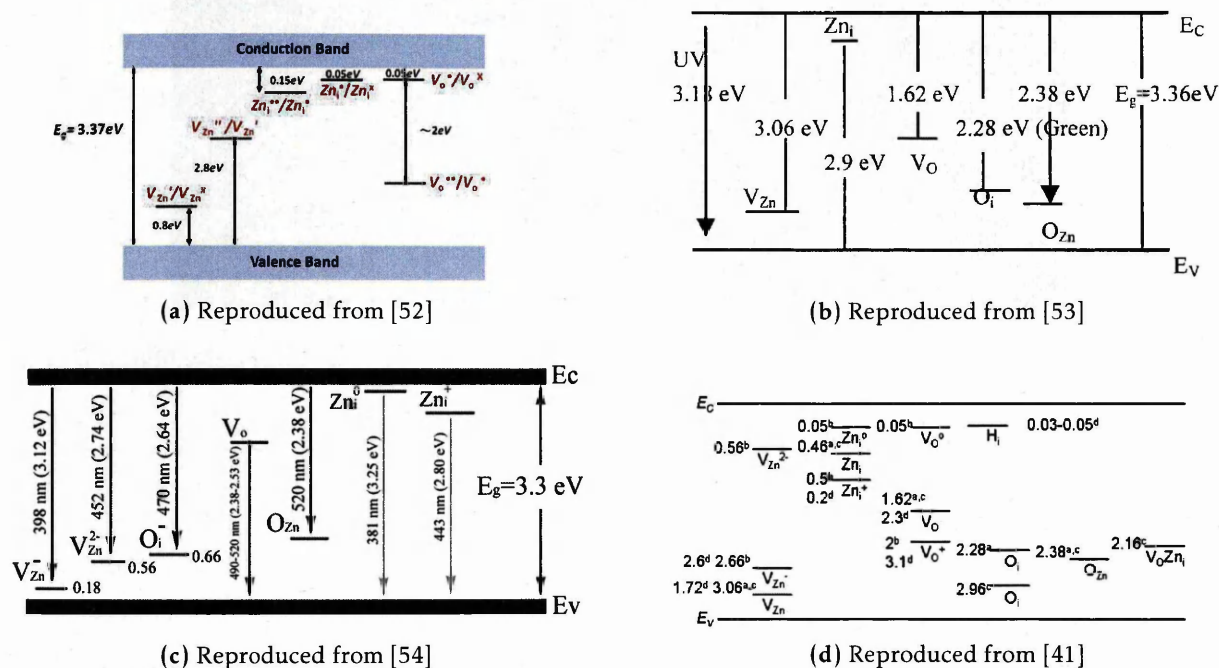 Conduction Band
0.15eV
0.05eV
0.05eV
V_o^•/V_o^x
Zn_i^•/Zn_i^x
Zn_i^••/Zn_i^•
E_g = 3.37eV
V_Zn''/V_Zn'
~2eV
2.8eV
V_o^••/V_o^•
V_Zn'/V_Zn^x
0.8eV
Valence Band
(a) Reproduced from [52]
E_C
Zn_i
UV
3.18 eV
1.62 eV
2.38 eV
E_g=3.36eV
3.06 eV
2.28 eV (Green)
2.9 eV
V_O
V_Zn
O_i
O_Zn
E_V
(b) Reproduced from [53]
Ec
398 nm (3.12 eV)
452 nm (2.74 eV)
470 nm (2.64 eV)
V_o
490-520 nm (2.38-2.53 eV)
520 nm (2.38 eV)
Zn_i^0
381 nm (3.25 eV)
Zn_i^+
443 nm (2.80 eV)
E_g=3.3 eV
O_Zn
V_Zn^2-
0.56
O_i^-
0.66
V_Zn^-
0.18
Ev
(c) Reproduced from [54]
E_C
0.05^b Zn_i^0
0.05^b V_O^0
H_i
0.03-0.05^d
0.56^b V_Zn^2-
0.46^a,c Zn_i
0.5^b
0.2^d
Zn_i^+
1.62^a,c
2.3^d
V_O
2^b
3.1^d
V_O^+
2.28^a O_i
2.38^a,c O_Zn
2.16^c V_OZn_i
2.6^d 2.66^b V_Zn^-
1.72^d 3.06^a,c V_Zn
2.96^c O_i
E_V
(d) Reproduced from [41]